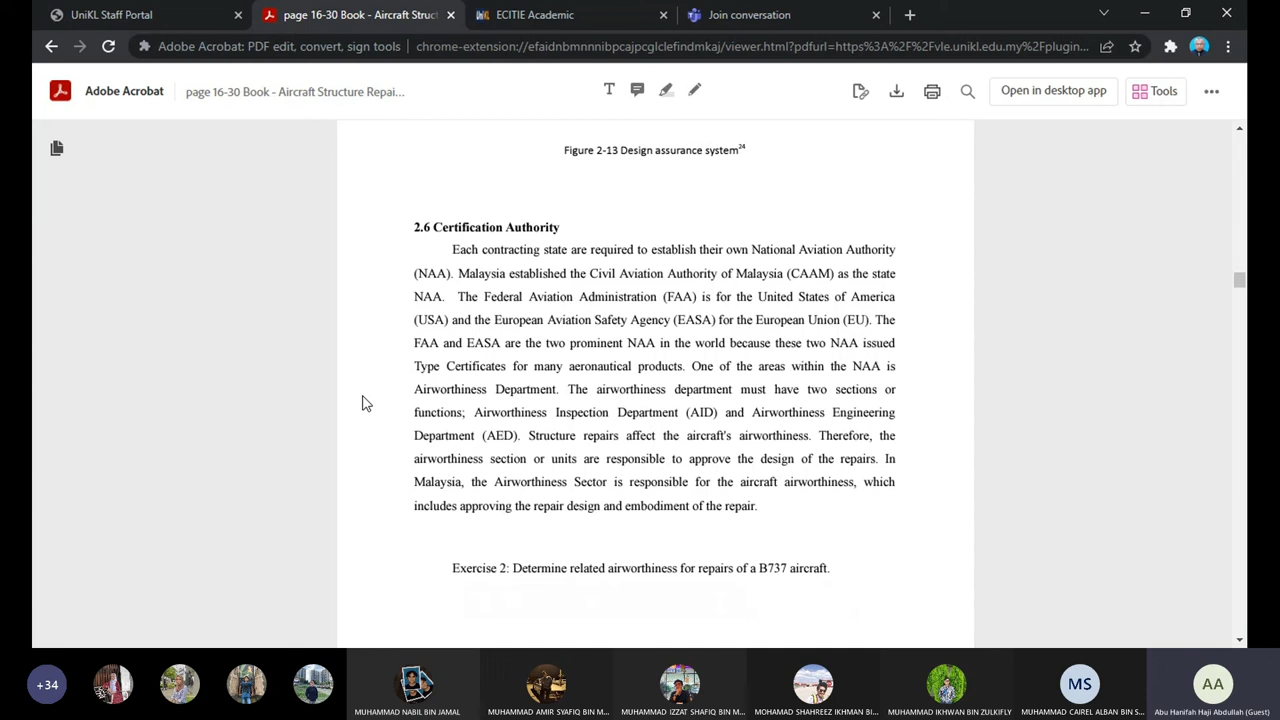 UniKL Staff Portal
page 16-30 Book - Aircraft Struct
ECITIE Academic
Join conversation
Adobe Acrobat: PDF edit, convert, sign tools
chrome-extension://efaidnbmnnnibpcajpcglclefindmkaj/viewer.html?pdfurl=https%3A%2F%2Fvle.unikl.edu.my%2Fplugin...
Adobe Acrobat
page 16-30 Book - Aircraft Structure Repai...
Open in desktop app
Tools
Figure 2-13 Design assurance system24
2.6 Certification Authority
Each contracting state are required to establish their own National Aviation Authority
(NAA). Malaysia established the Civil Aviation Authority of Malaysia (CAAM) as the state
NAA. The Federal Aviation Administration (FAA) is for the United States of America
(USA) and the European Aviation Safety Agency (EASA) for the European Union (EU). The
FAA and EASA are the two prominent NAA in the world because these two NAA issued
Type Certificates for many aeronautical products. One of the areas within the NAA is
Airworthiness Department. The airworthiness department must have two sections or
functions; Airworthiness Inspection Department (AID) and Airworthiness Engineering
Department (AED). Structure repairs affect the aircraft's airworthiness. Therefore, the
airworthiness section or units are responsible to approve the design of the repairs. In
Malaysia, the Airworthiness Sector is responsible for the aircraft airworthiness, which
includes approving the repair design and embodiment of the repair.
Exercise 2: Determine related airworthiness for repairs of a B737 aircraft.
+34
MS
AA
MUHAMMAD NABIL BIN JAMAL
MUHAMMAD AMIR SYAFIQ BIN M...
MUHAMMAD IZZAT SHAFIQ BIN M...
MOHAMAD SHAHREEZ IKHMAN BI...
MUHAMMAD IKHWAN BIN ZULKIFLY
MUHAMMAD CAIREL ALBAN BIN S...
Abu Hanifah Haji Abdullah (Guest)